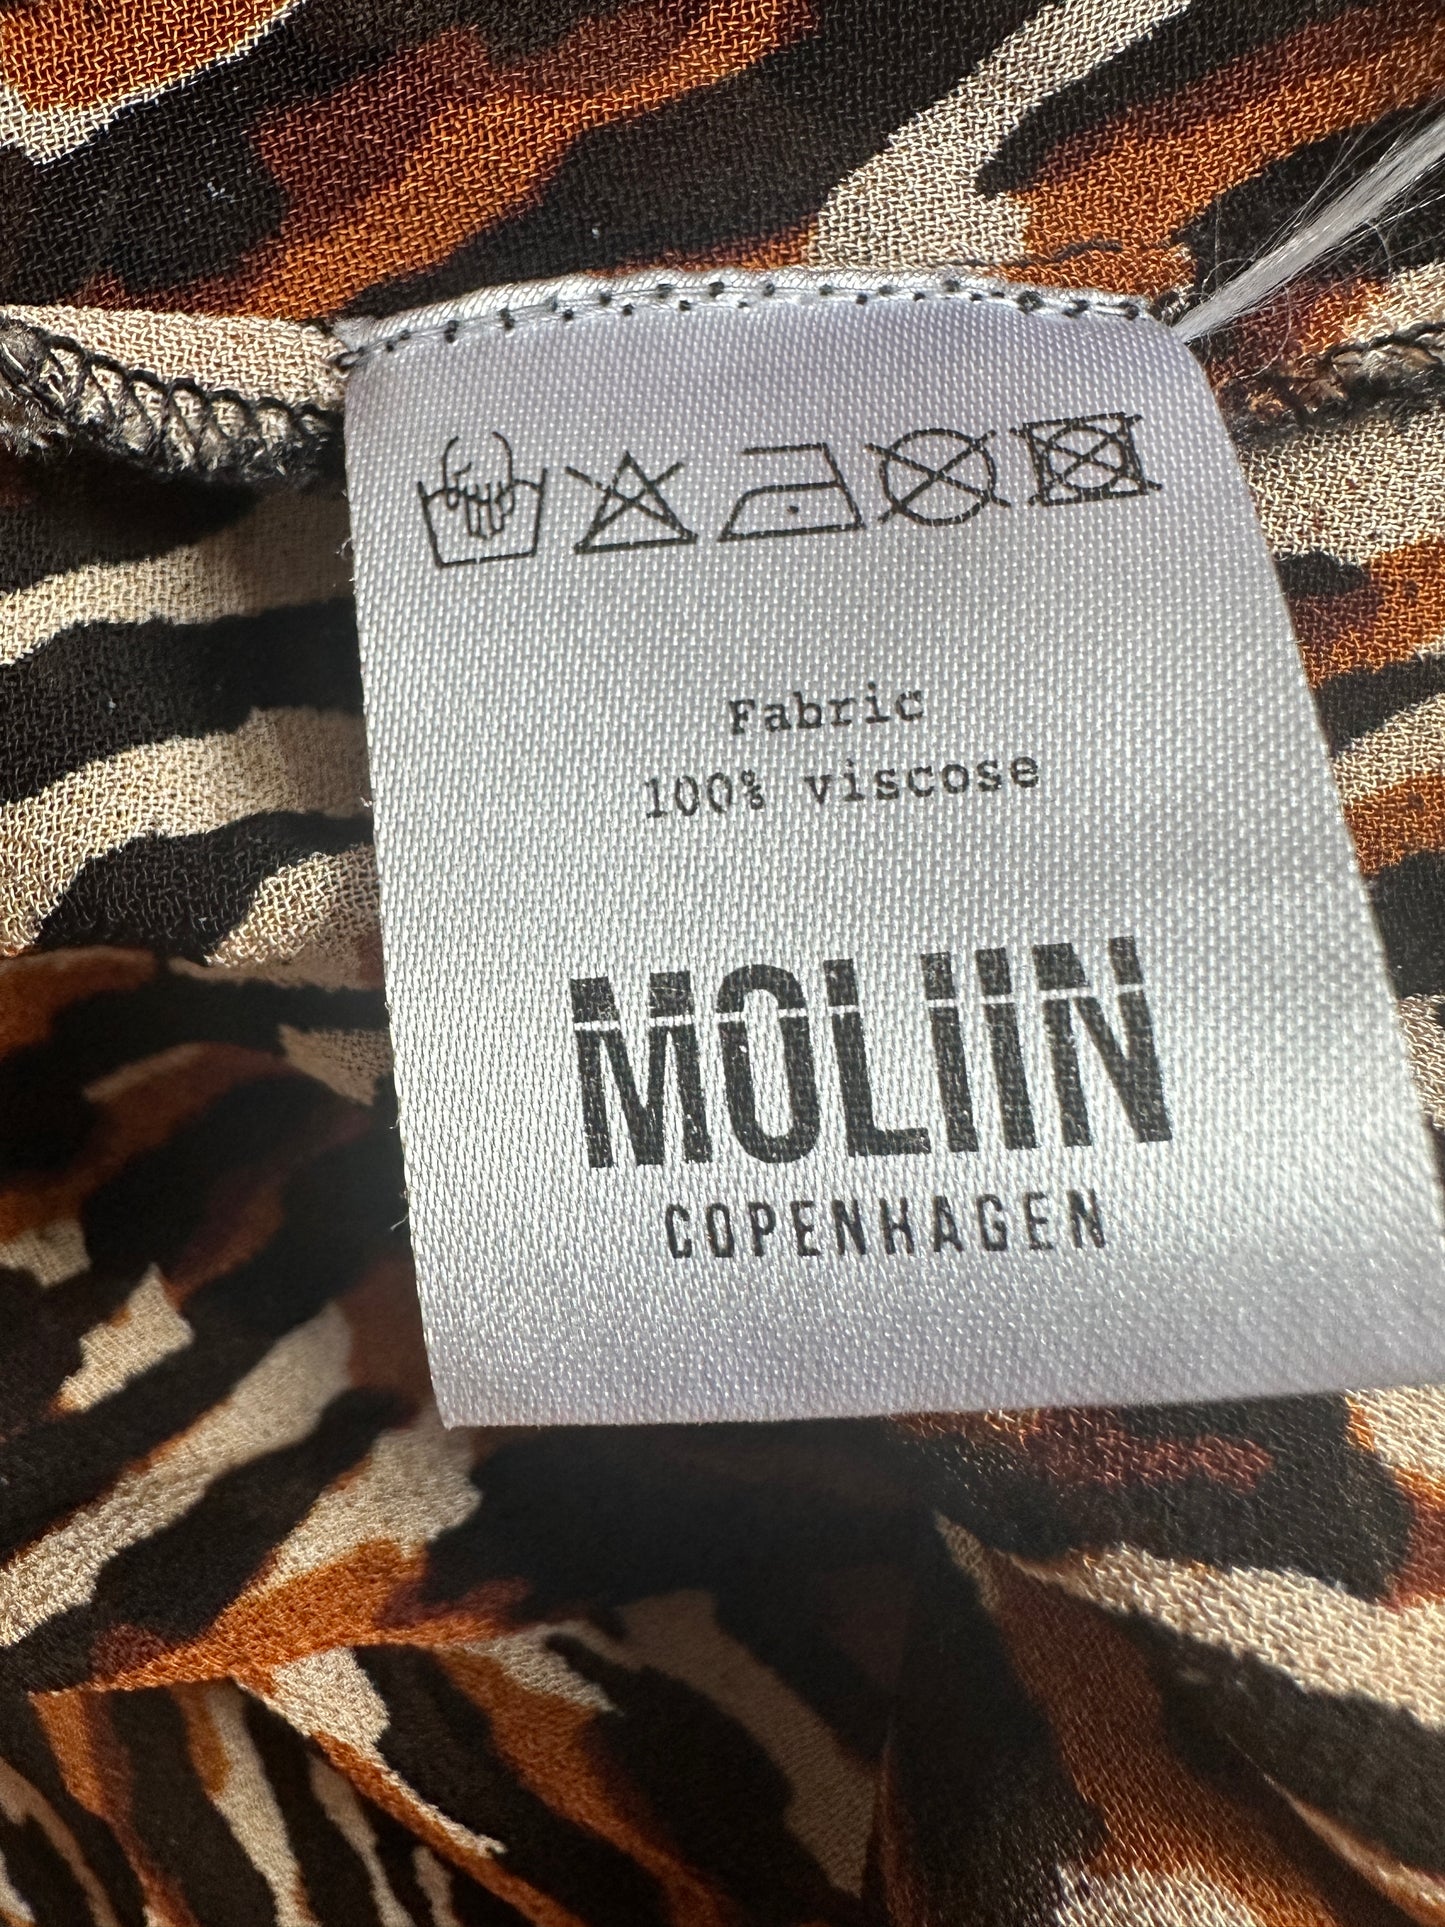 Fabric
100% viscose
MOLIIN
COPENHAGEN